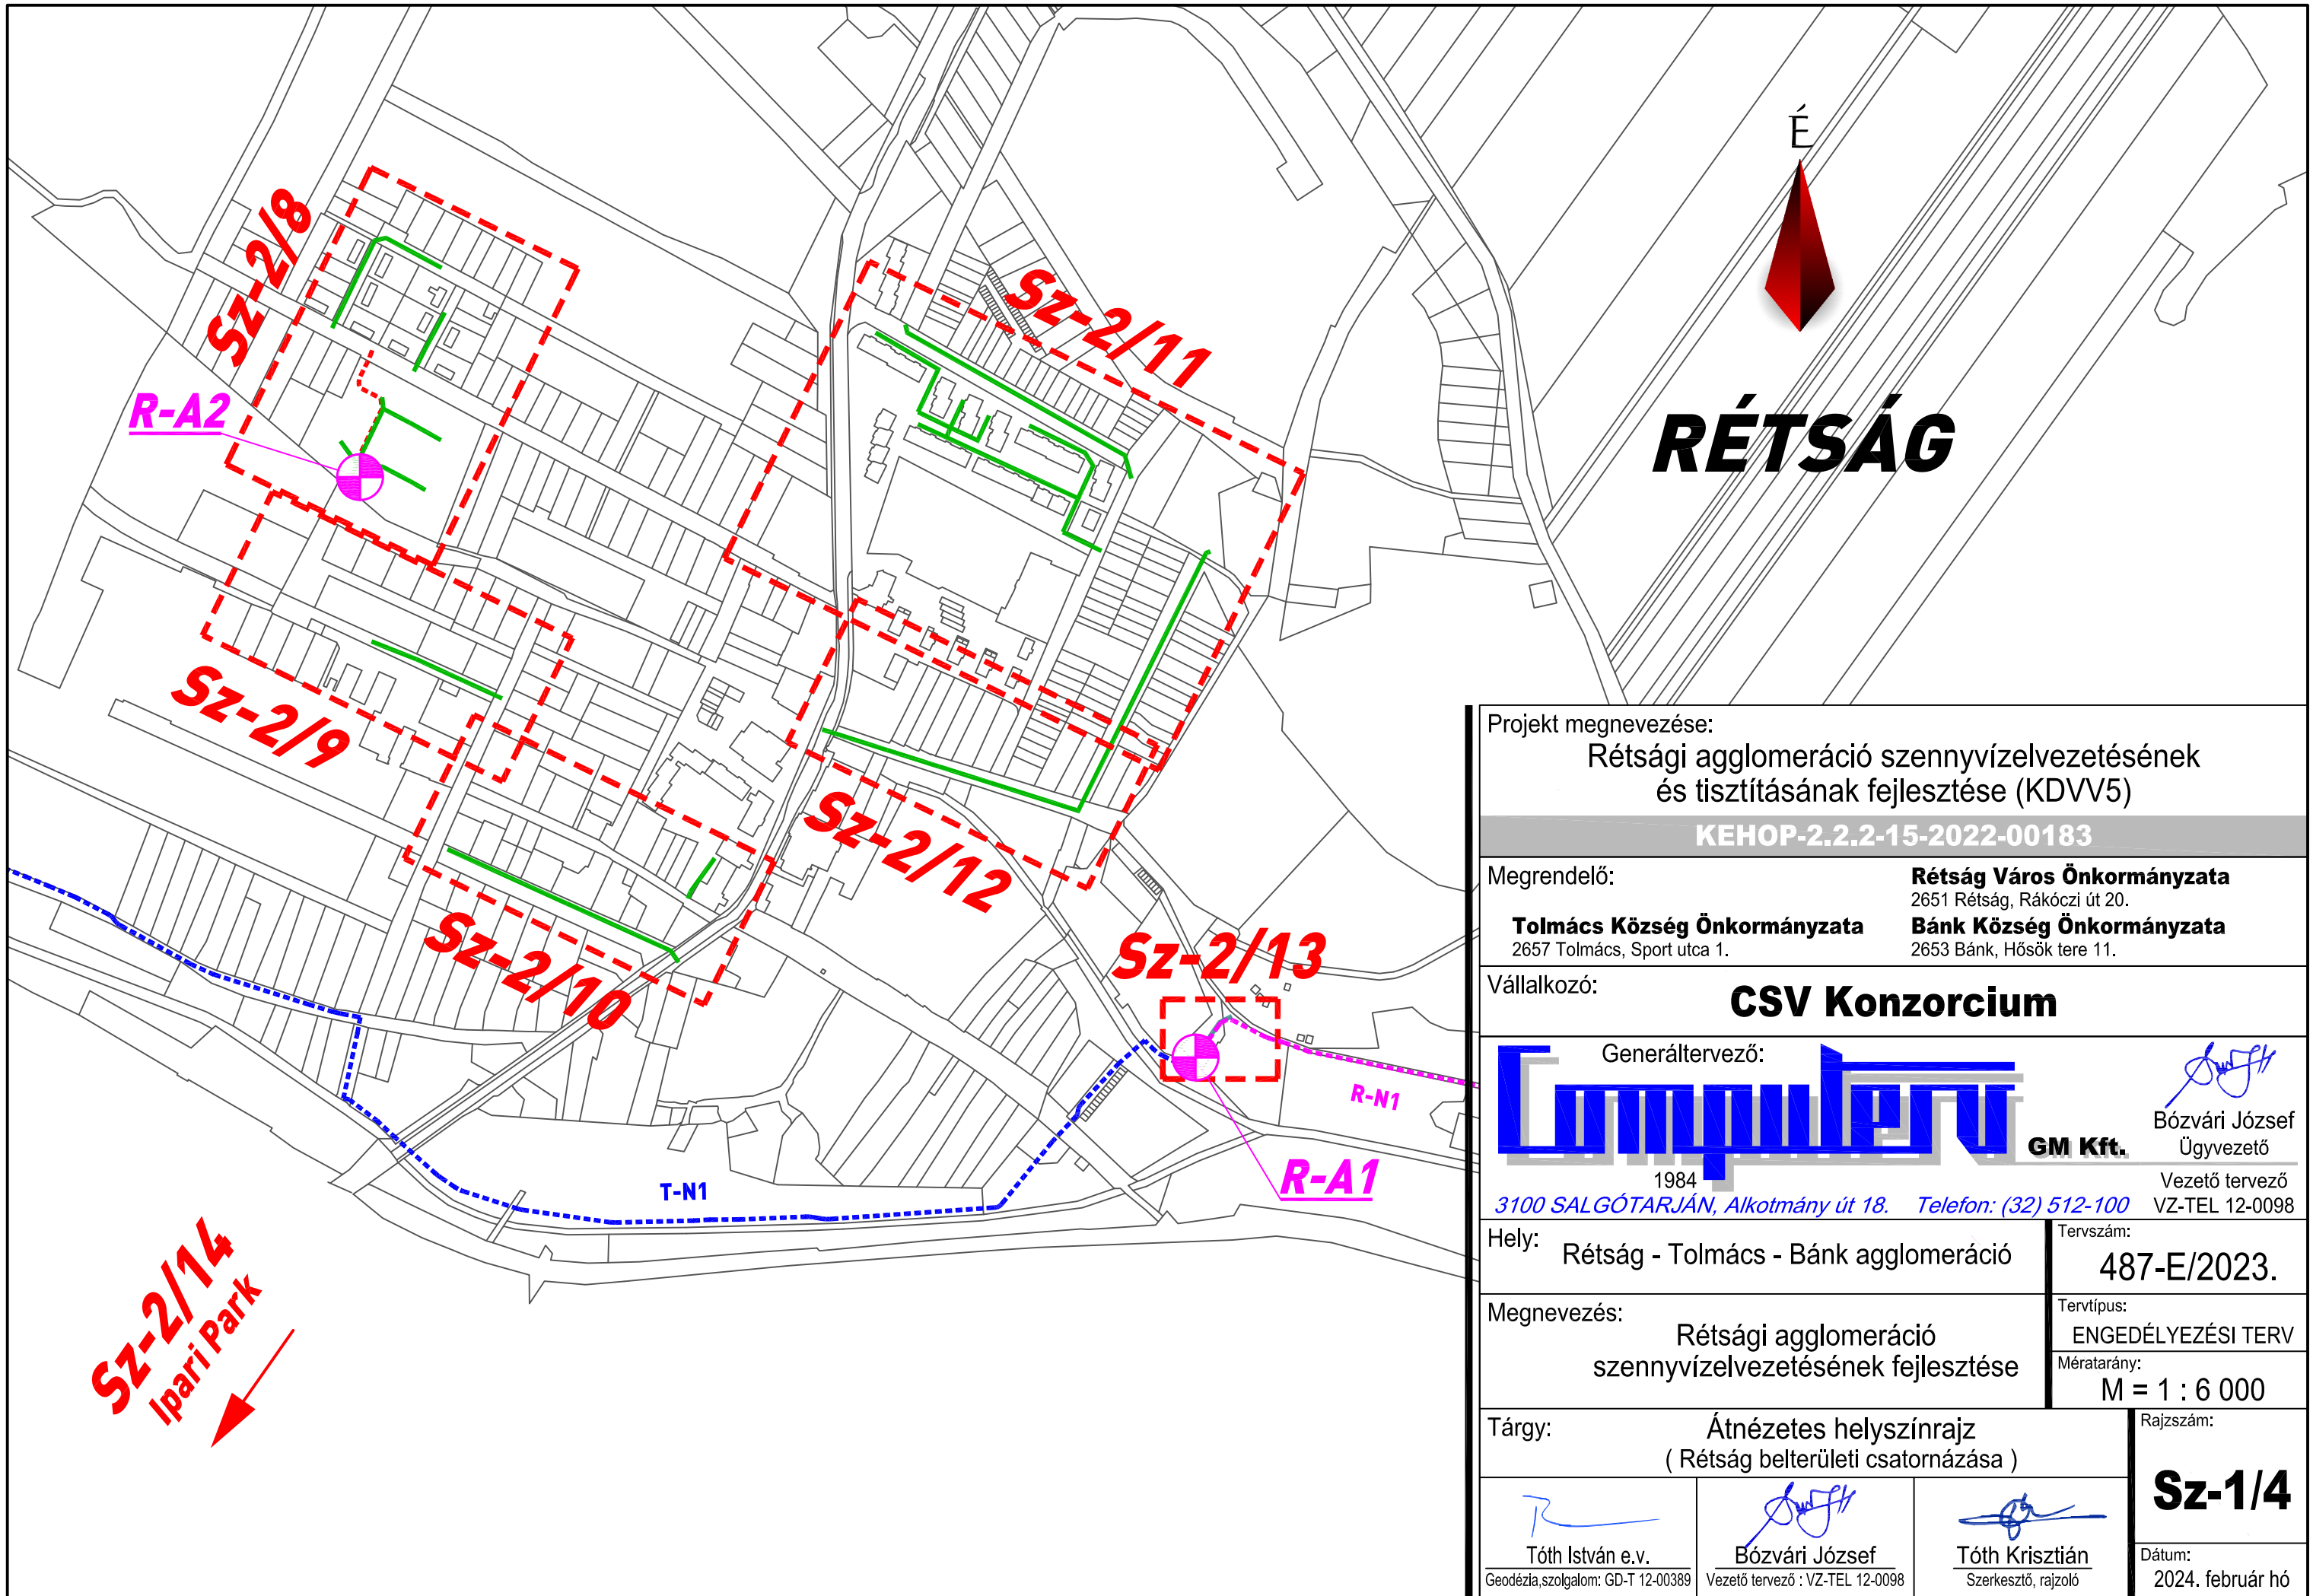 É
RÉTSÁG
Sz-2/8
Sz-2/11
R-A2
Sz-2/9
Sz-2/12
Sz-2/10
Sz-2/13
R-N1
R-A1
T-N1
Sz-2/14
Ipari Park
Projekt megnevezése:
Rétsági agglomeráció szennyvízelvezetésének
és tisztításának fejlesztése (KDVV5)
KEHOP-2.2.2-15-2022-00183
Megrendelő:
Rétság Város Önkormányzata
2651 Rétság, Rákóczi út 20.
Tolmács Község Önkormányzata
2657 Tolmács, Sport utca 1.
Bánk Község Önkormányzata
2653 Bánk, Hősök tere 11.
Vállalkozó:
CSV Konzorcium
Generáltervező:
Computerv
GM Kft.
1984
3100 SALGÓTARJÁN, Alkotmány út 18. Telefon: (32) 512-100
Bózvári József
Ügyvezető
Vezető tervező
VZ-TEL 12-0098
Hely:
Rétság - Tolmács - Bánk agglomeráció
Tervszám:
487-E/2023.
Megnevezés:
Rétsági agglomeráció
szennyvízelvezetésének fejlesztése
Tervtípus:
ENGEDÉLYEZÉSI TERV
Mératarány:
M = 1 : 6 000
Tárgy:
Átnézetes helyszínrajz
( Rétság belterületi csatornázása )
Rajzszám:
Sz-1/4
Tóth István e.v.
Geodézia,szolgalom: GD-T 12-00389
Bózvári József
Vezető tervező : VZ-TEL 12-0098
Tóth Krisztián
Szerkesztő, rajzoló
Dátum:
2024. február hó